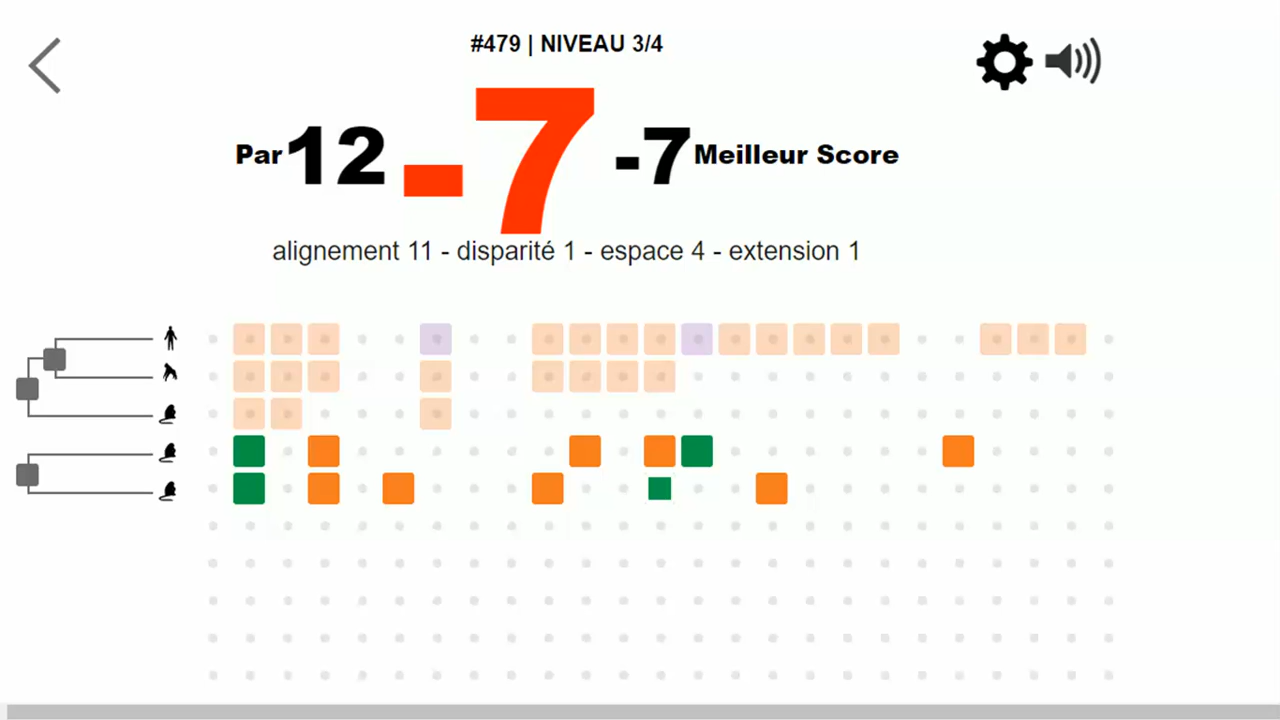 #479 | NIVEAU 3/4
Par 12 -7 -7 Meilleur Score
alignement 11 - disparité 1 - espace 4 - extension 1